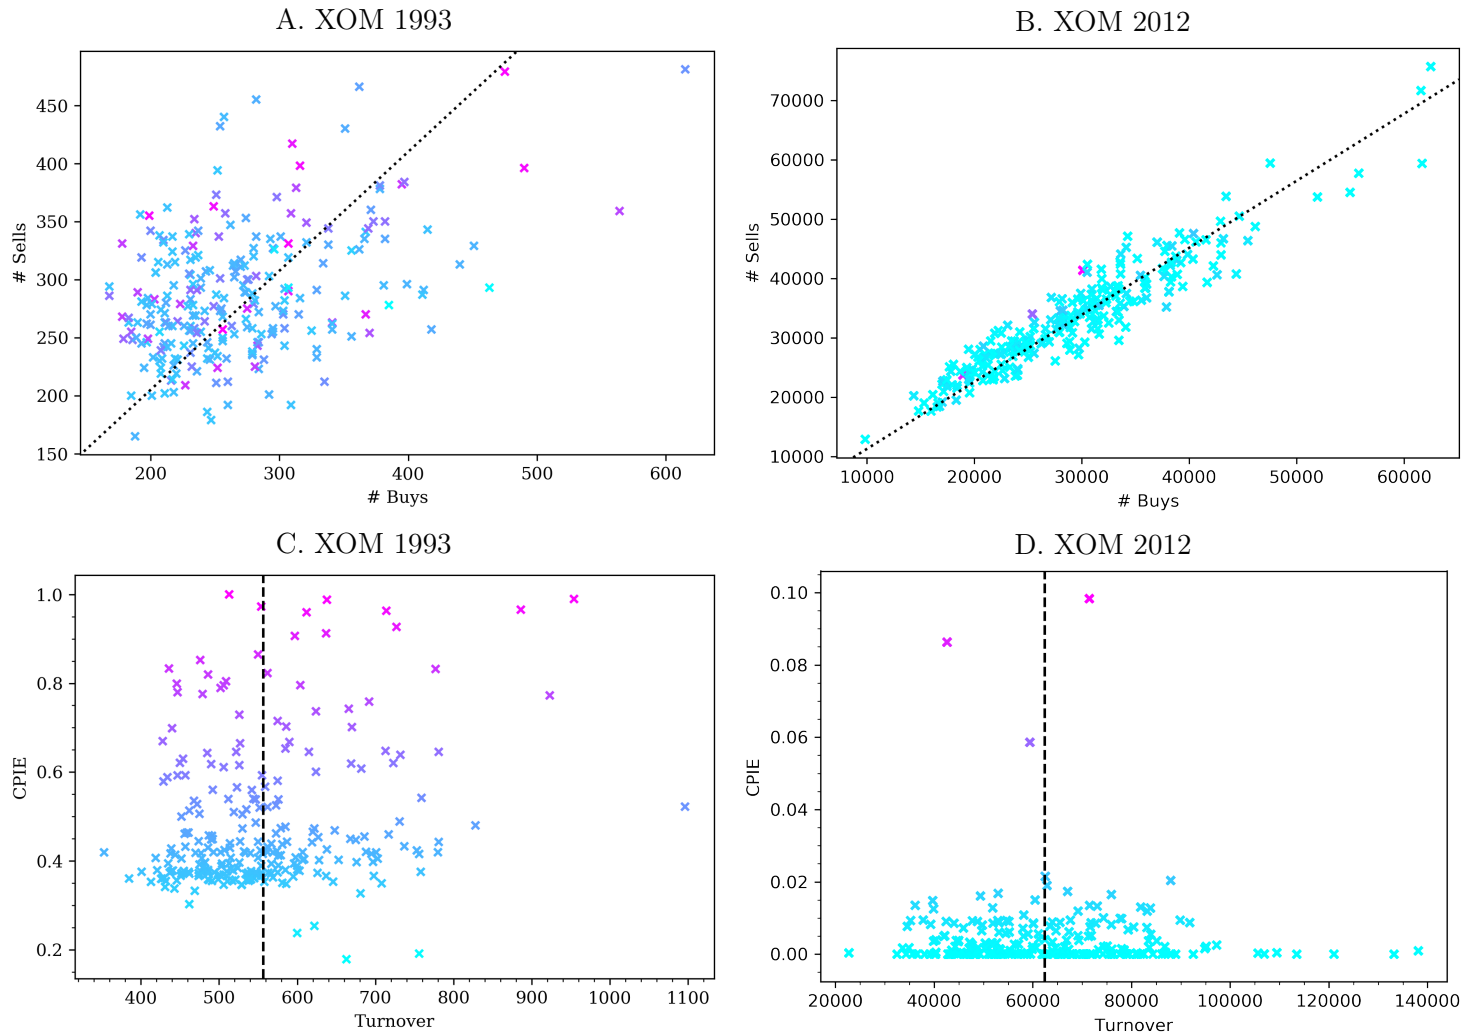 A. XOM 1993
450
400
350
300
250
200
150
# Sells
200 300 400 500 600
# Buys
B. XOM 2012
70000
60000
50000
40000
30000
20000
10000
# Sells
10000 20000 30000 40000 50000 60000
# Buys
C. XOM 1993
1.0
0.8
0.6
0.4
0.2
CPIE
400 500 600 700 800 900 1000 1100
Turnover
D. XOM 2012
0.10
0.08
0.06
0.04
0.02
0.00
CPIE
20000 40000 60000 80000 100000 120000 140000
Turnover